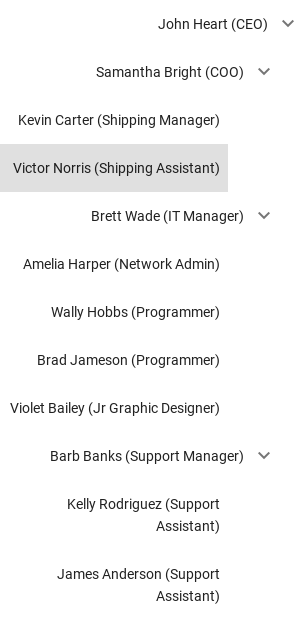 John Heart (CEO)
Samantha Bright (COO)
Kevin Carter (Shipping Manager)
Victor Norris (Shipping Assistant)
Brett Wade (IT Manager)
Amelia Harper (Network Admin)
Wally Hobbs (Programmer)
Brad Jameson (Programmer)
Violet Bailey (Jr Graphic Designer)
Barb Banks (Support Manager)
Kelly Rodriguez (Support
Assistant)
James Anderson (Support
Assistant)